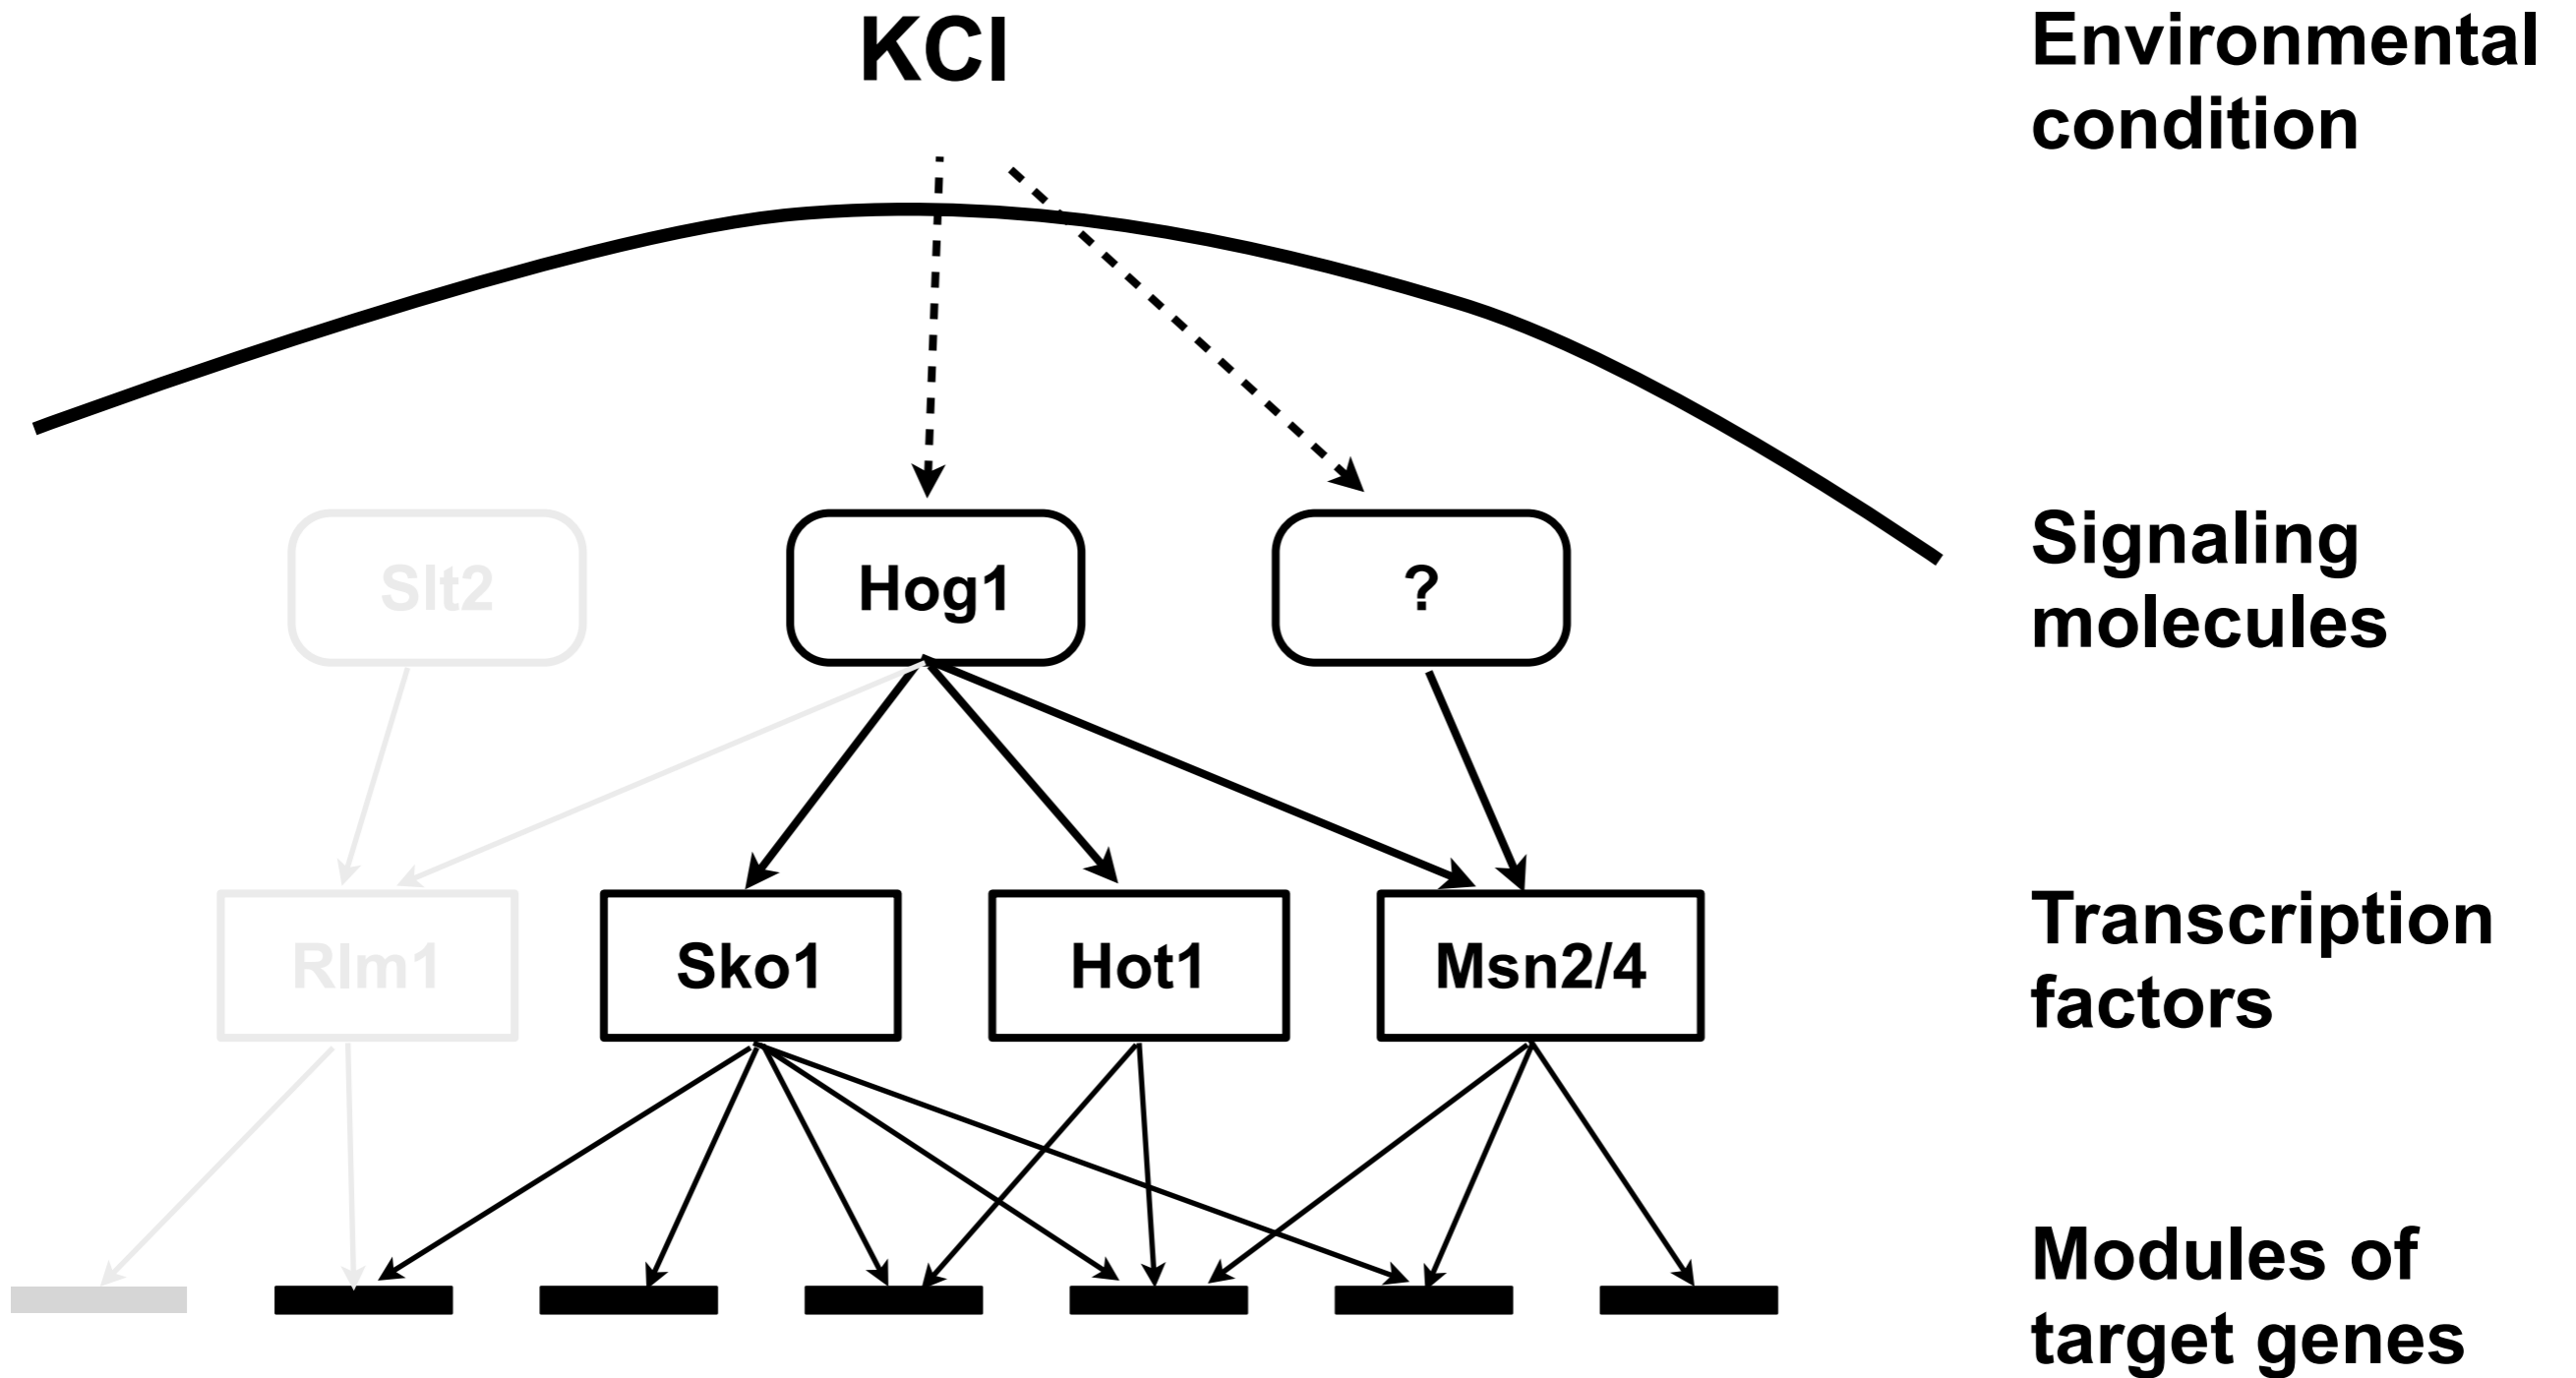 KCl
Environmental
condition
Slt2
Hog1
?
Signaling
molecules
Rlm1
Sko1
Hot1
Msn2/4
Transcription
factors
Modules of
target genes